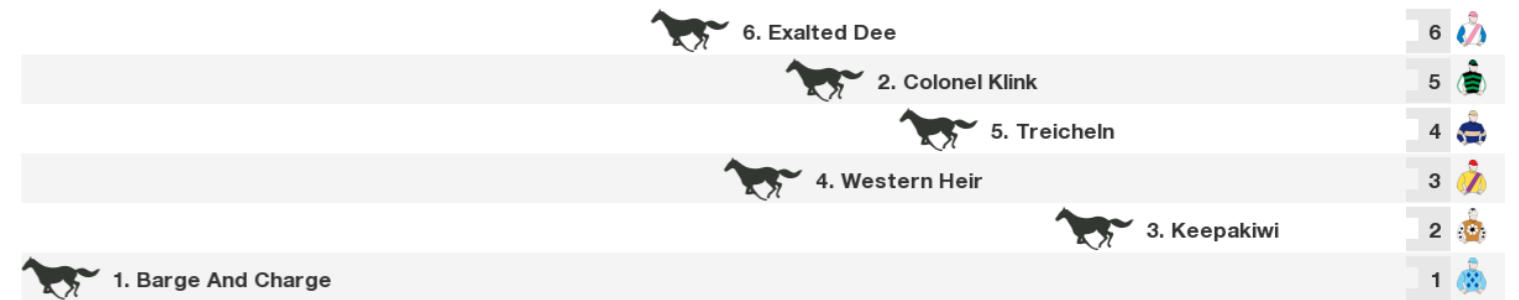 6. Exalted Dee 6
2. Colonel Klink 5
5. Treicheln 4
4. Western Heir 3
3. Keepakiwi 2
1. Barge And Charge 1